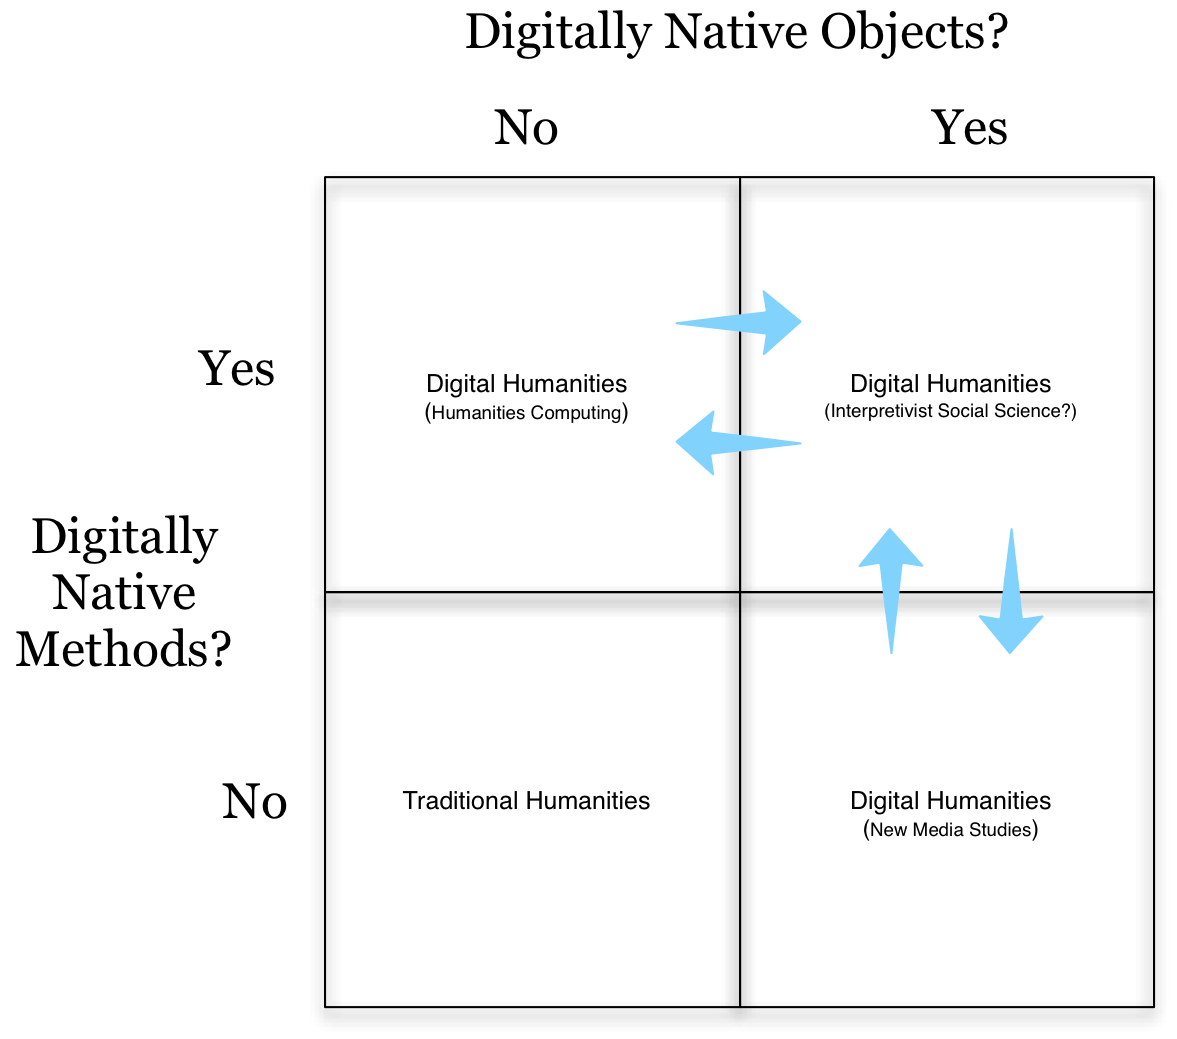 Digitally Native Objects?
No
Yes
Yes
Digital Humanities
(Humanities Computing)
Digital Humanities
(Interpretivist Social Science?)
Digitally
Native
Methods?
No
Traditional Humanities
Digital Humanities
(New Media Studies)